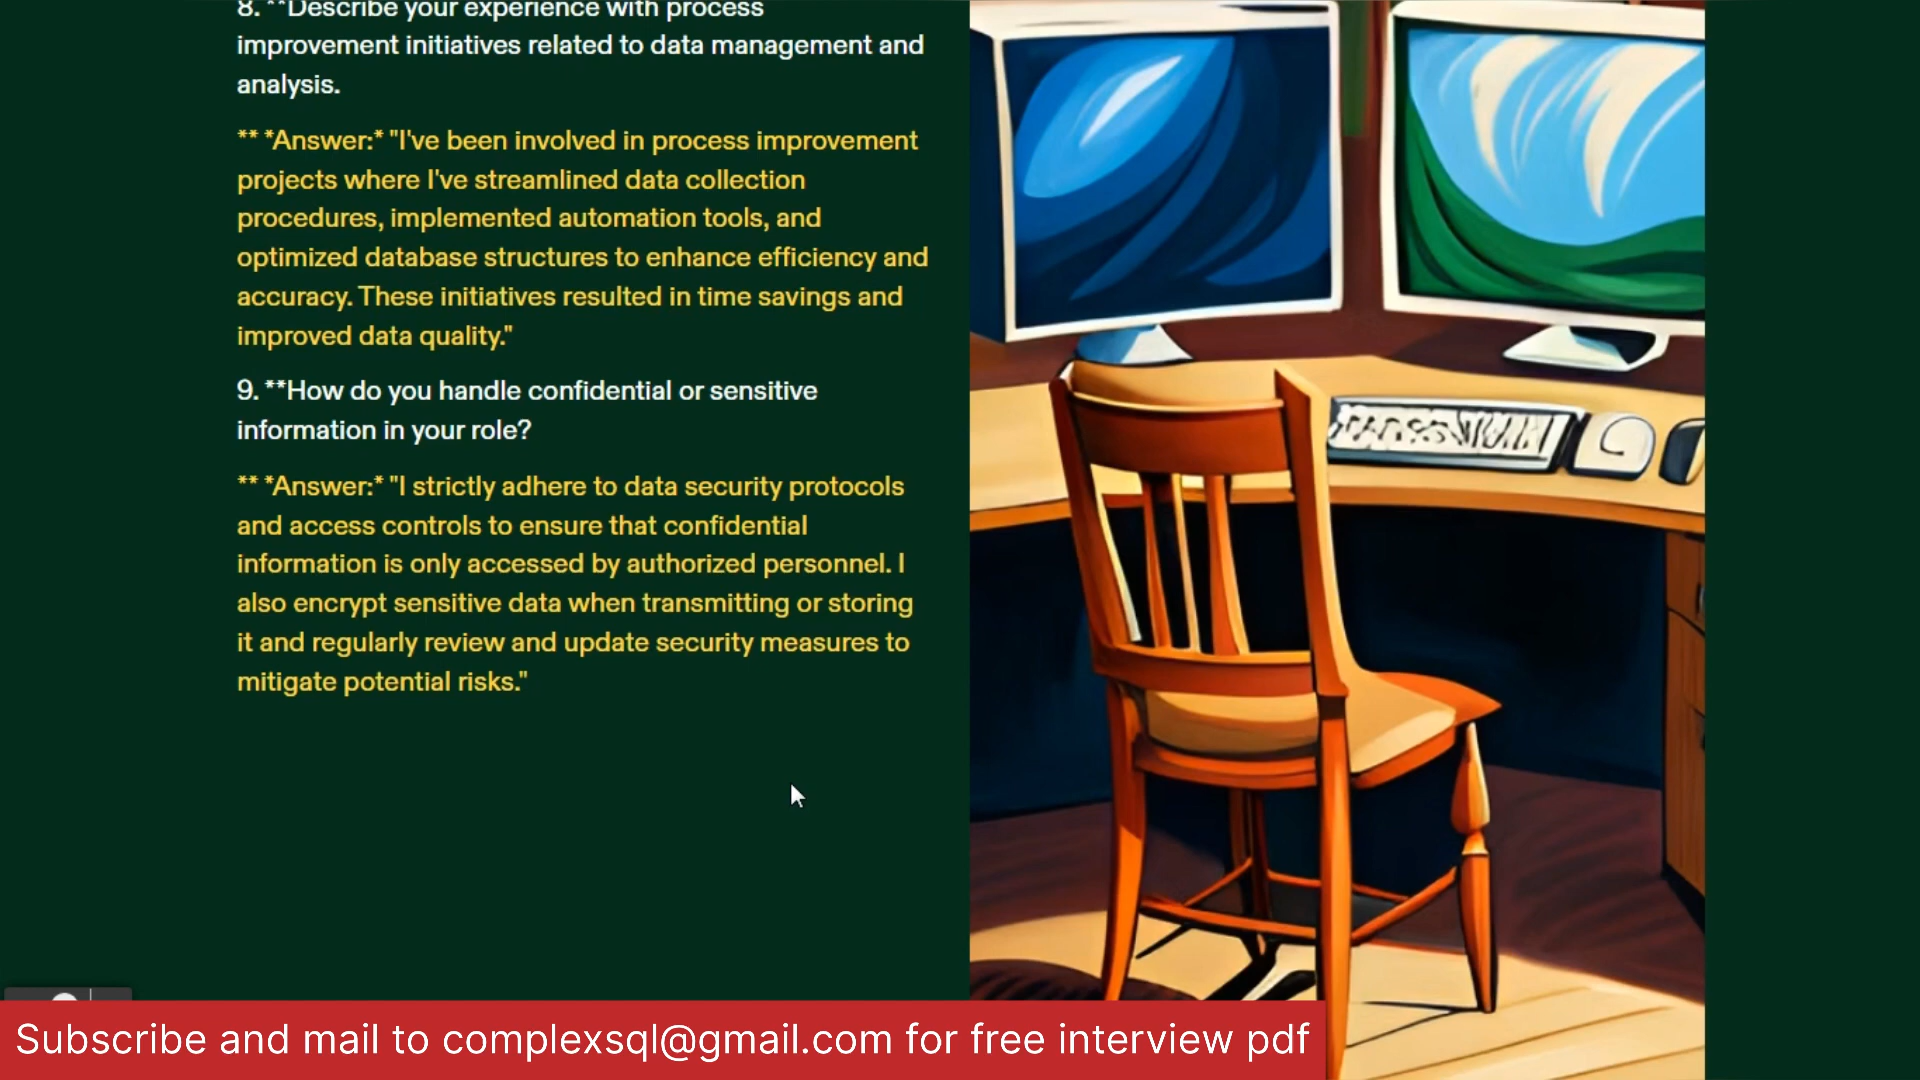 8. **Describe your experience with process
improvement initiatives related to data management and
analysis.
** *Answer:* "I've been involved in process improvement
projects where I've streamlined data collection
procedures, implemented automation tools, and
optimized database structures to enhance efficiency and
accuracy. These initiatives resulted in time savings and
improved data quality."
9. **How do you handle confidential or sensitive
information in your role?
** *Answer:* "I strictly adhere to data security protocols
and access controls to ensure that confidential
information is only accessed by authorized personnel. I
also encrypt sensitive data when transmitting or storing
it and regularly review and update security measures to
mitigate potential risks."
Subscribe and mail to complexsql@gmail.com for free interview pdf